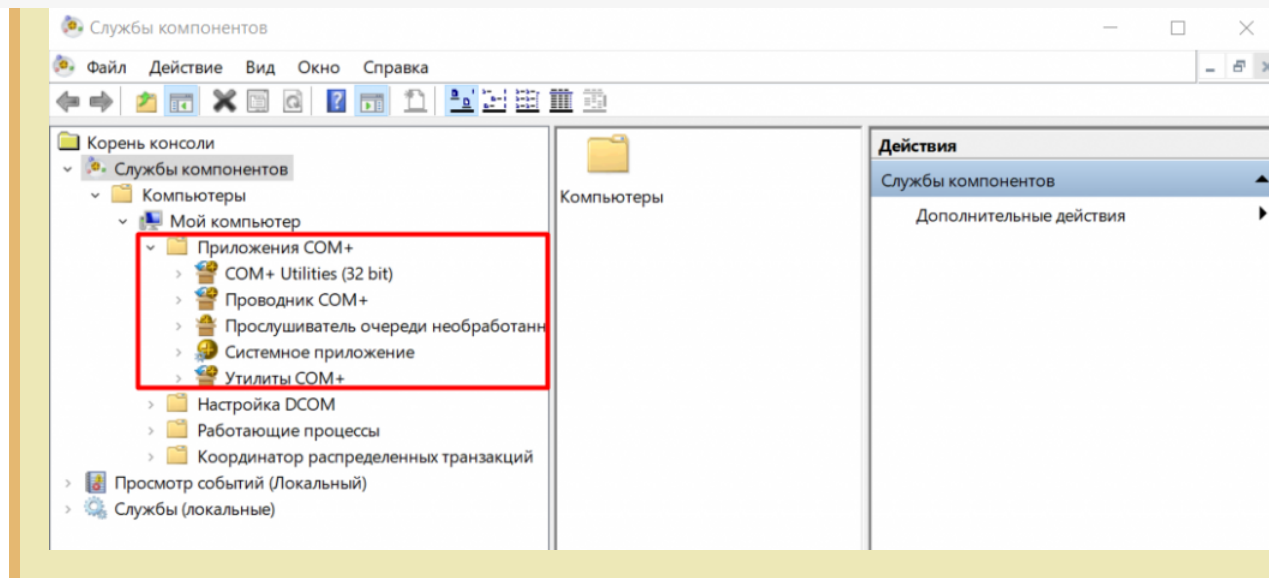 Службы компонентов
Файл Действие Вид Окно Справка
Корень консоли
Службы компонентов
Компьютеры
Мой компьютер
Приложения COM+
COM+ Utilities (32 bit)
Проводник COM+
Прослушиватель очереди необработанн
Системное приложение
Утилиты COM+
Настройка DCOM
Работающие процессы
Координатор распределенных транзакций
Просмотр событий (Локальный)
Службы (локальные)
Компьютеры
Действия
Службы компонентов
Дополнительные действия